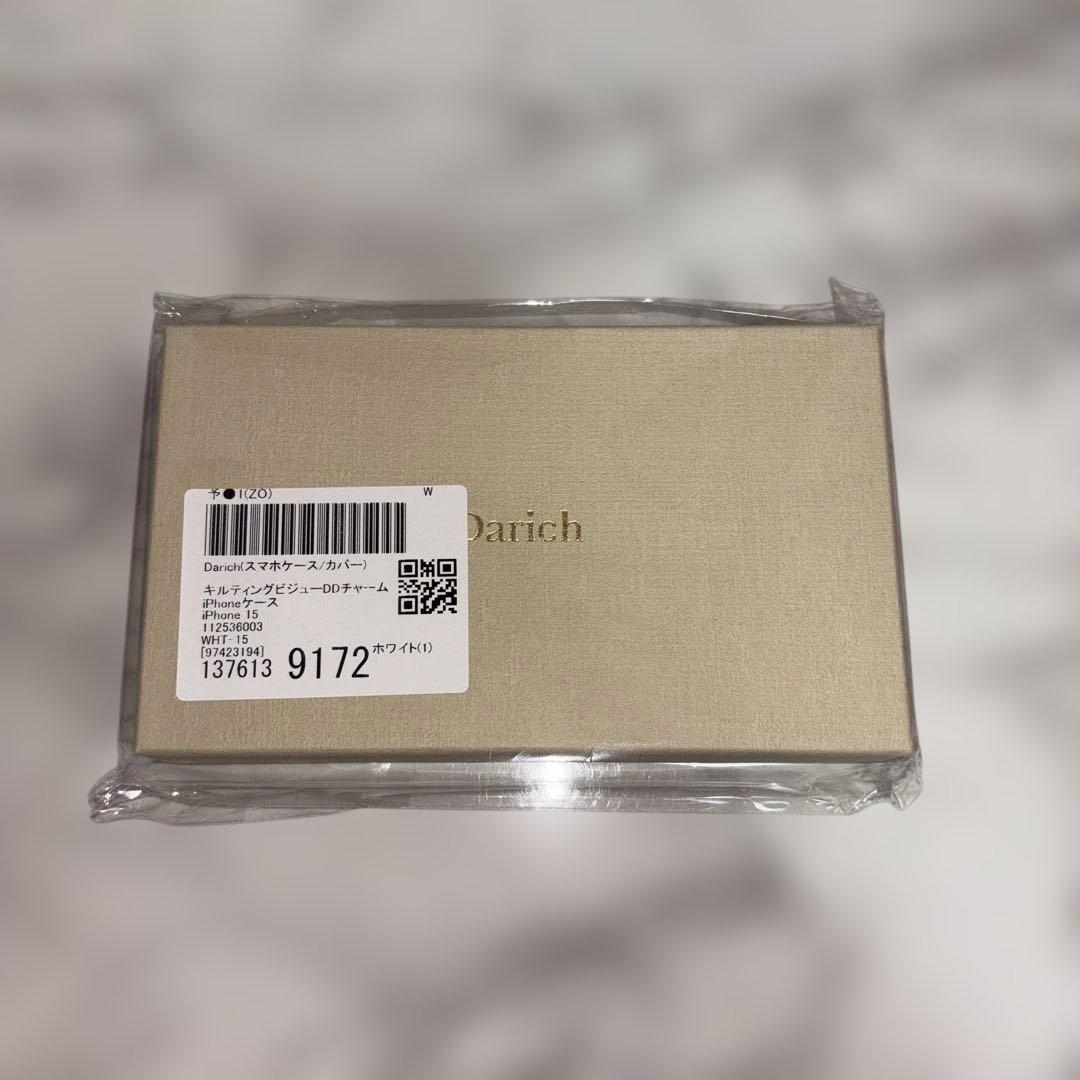 予●I(ZO) W
Darich
Darich(スマホケース/カバー)
キルティングビジューDDチャーム
iPhoneケース
iPhone 15
112536003
WHT-15
[97423194]
ホワイト(1)
137613 9172